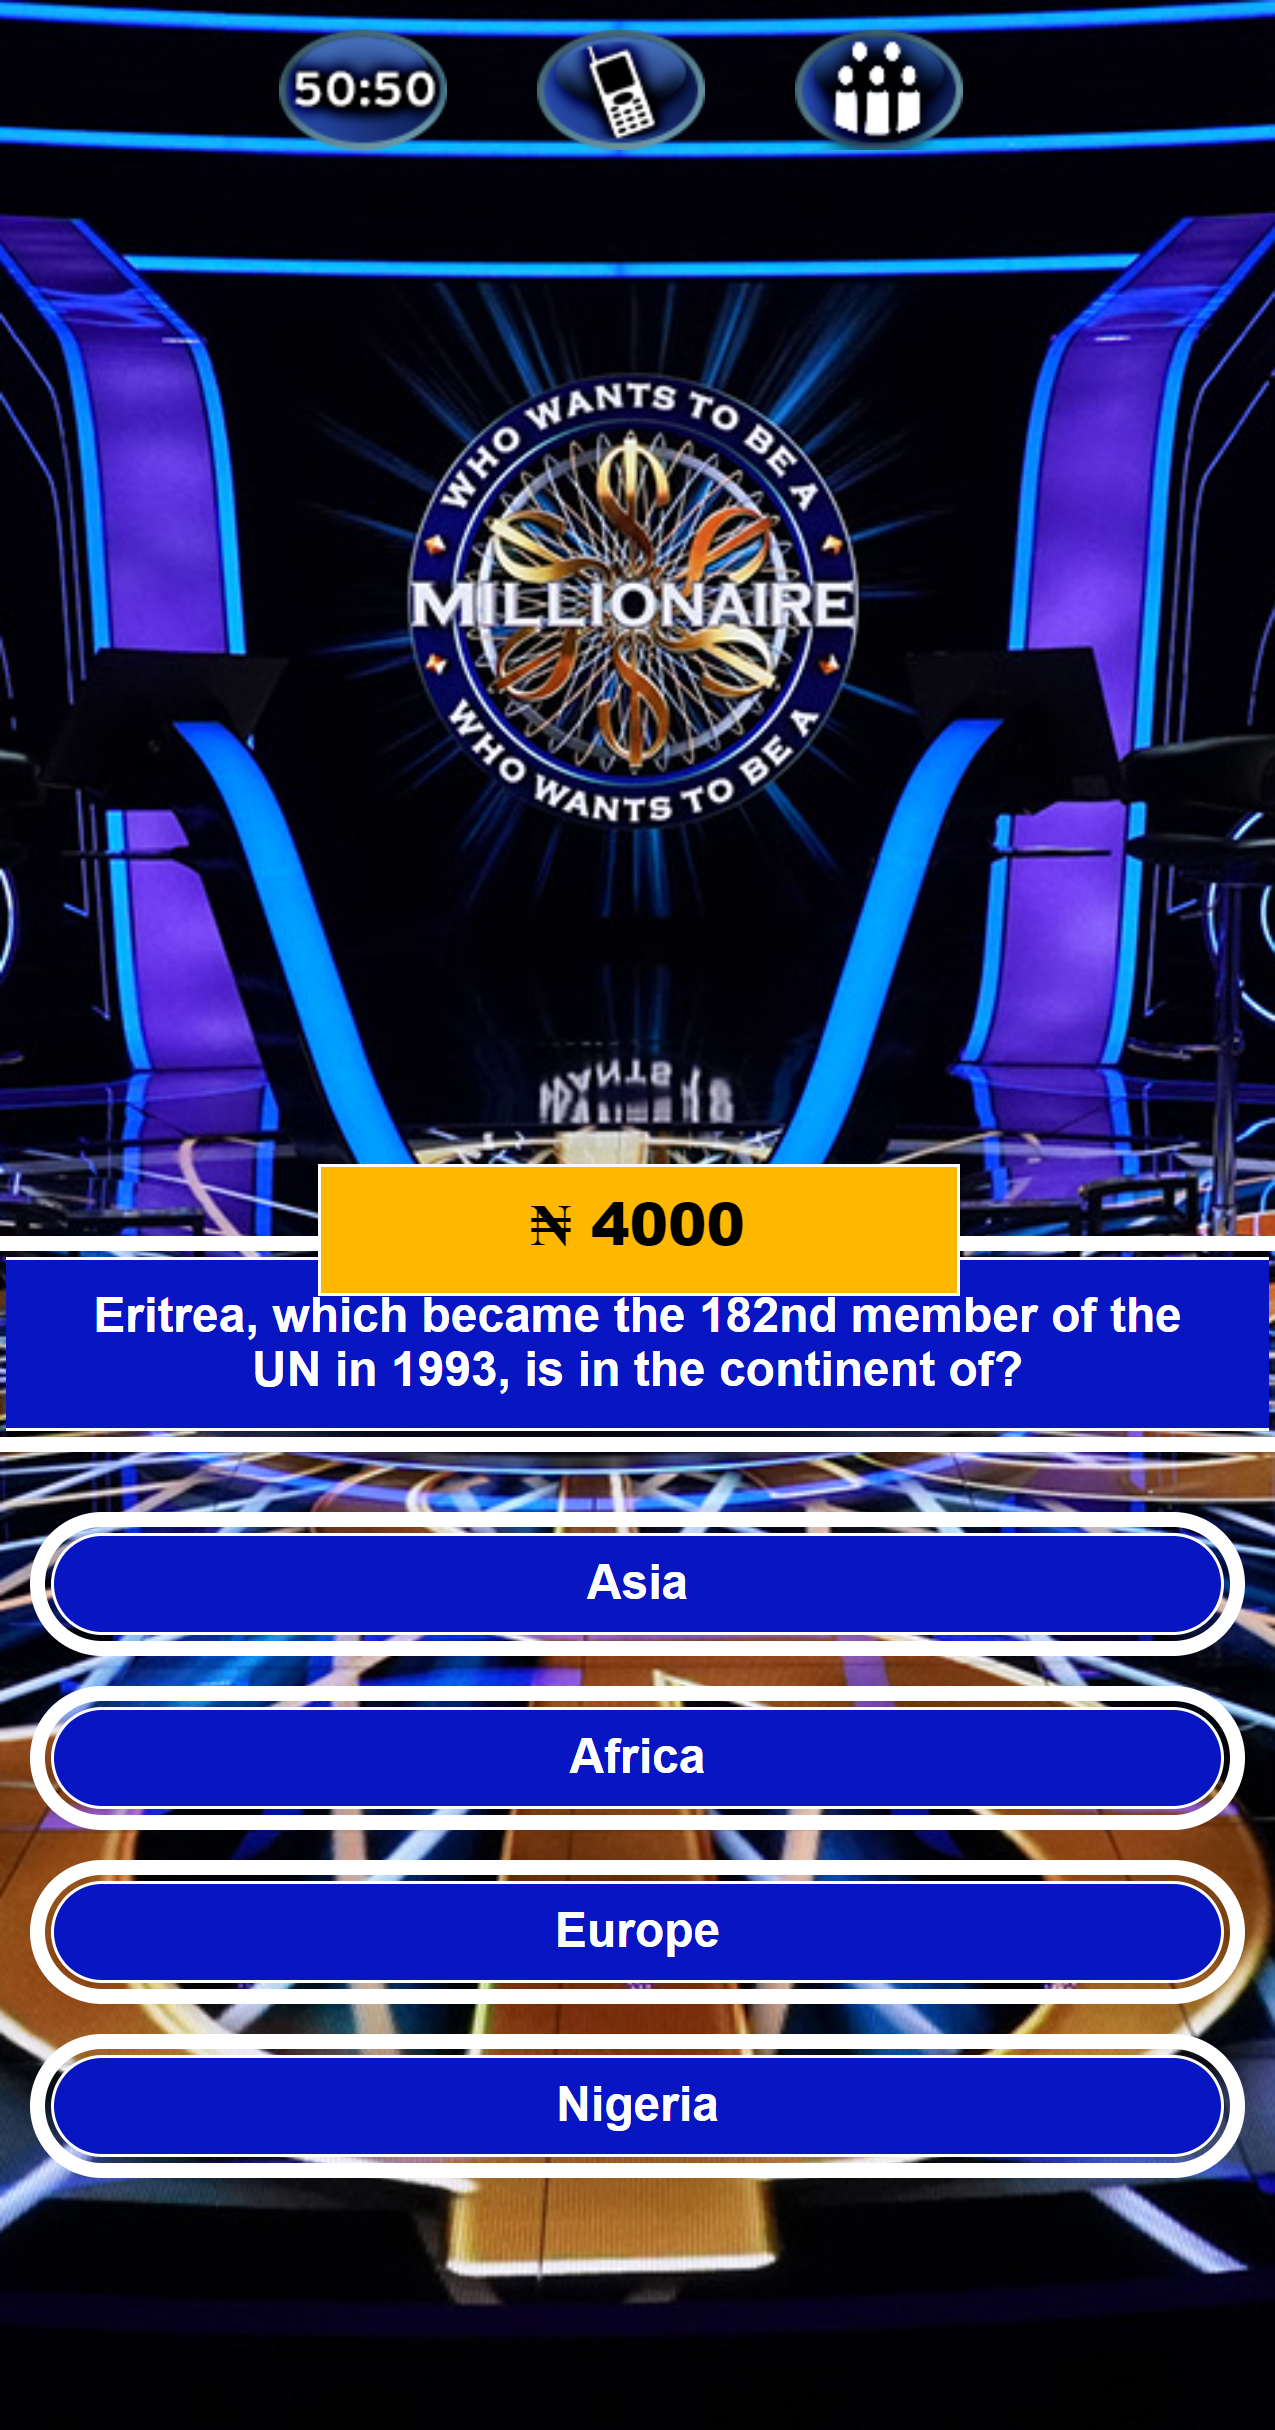 50:50
WHO WANTS TO BE A
MILLIONAIRE
WHO WANTS TO BE A
WANTS
₦ 4000
Eritrea, which became the 182nd member of the
UN in 1993, is in the continent of?
Asia
Africa
Europe
Nigeria